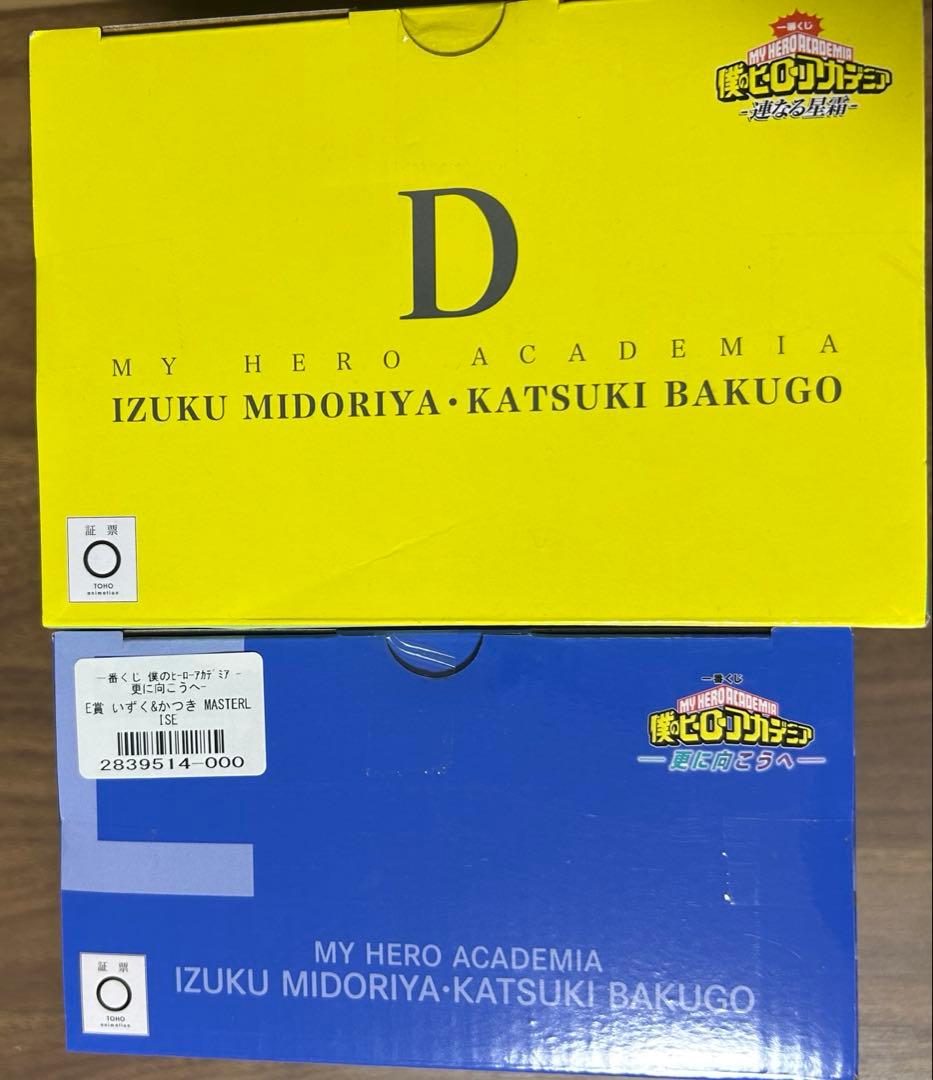 一番くじ
MY HERO ACADEMIA
僕のヒーローアカデミア
-連なる星霜-
D
MY HERO ACADEMIA
IZUKU MIDORIYA・KATSUKI BAKUGO
証 票
TOHO
animation
一番くじ 僕のﾋｰﾛｰｱｶﾃﾞﾐｱ -
更に向こうへ-
E賞 いずく&かつき MASTERL
ISE
2839514-000
一番くじ
MY HERO ACADEMIA
僕のヒーローアカデミア
—更に向こうへ—
MY HERO ACADEMIA
IZUKU MIDORIYA・KATSUKI BAKUGO
証 票
TOHO
animation